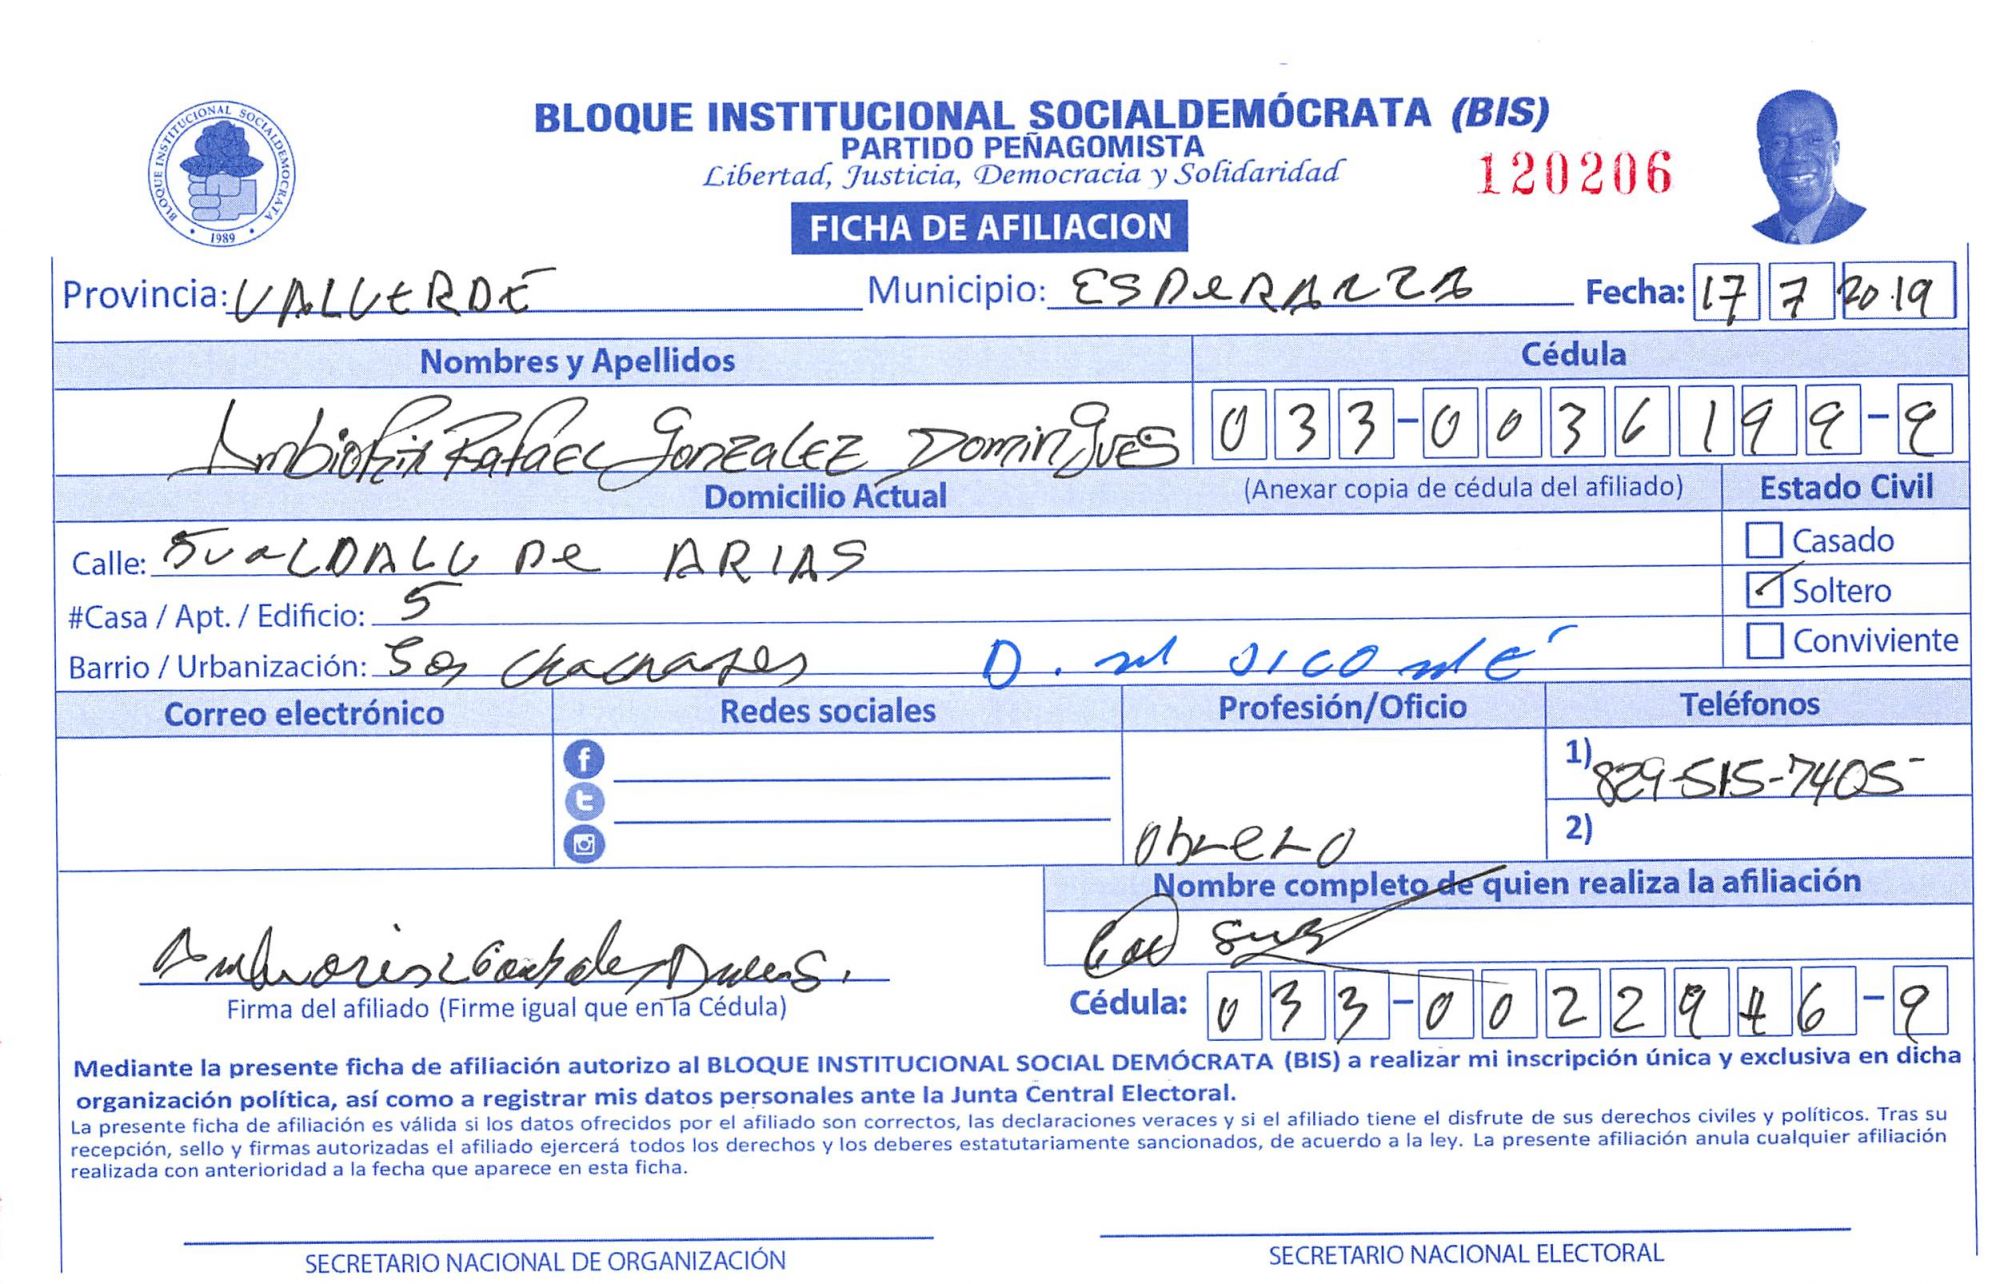 BLOQUE INSTITUCIONAL SOCIALDEMÓCRATA (BIS)
PARTIDO PEÑAGOMISTA
Libertad, Justicia, Democracia y Solidaridad
120206
BLOQUE INSTITUCIONAL SOCIALDEMOCRATA
1989
FICHA DE AFILIACION
Provincia: VALVERDE Municipio: ESPERANZA Fecha: 17 7 2019
Nombres y Apellidos Cédula
Rafael Gonzalez Domingues 033-0036199-9
Domicilio Actual (Anexar copia de cédula del afiliado) Estado Civil
Calle: DE ARIAS Casado
#Casa / Apt. / Edificio: 5 Soltero
Barrio / Urbanización: Conviviente
Correo electrónico Redes sociales Profesión/Oficio Teléfonos
1) 829-515-7405
2)
Obrero
Nombre completo de quien realiza la afiliación
Firma del afiliado (Firme igual que en la Cédula) Cédula: 033-0022946-9
Mediante la presente ficha de afiliación autorizo al BLOQUE INSTITUCIONAL SOCIAL DEMÓCRATA (BIS) a realizar mi inscripción única y exclusiva en dicha
organización política, así como a registrar mis datos personales ante la Junta Central Electoral.
La presente ficha de afiliación es válida si los datos ofrecidos por el afiliado son correctos, las declaraciones veraces y si el afiliado tiene el disfrute de sus derechos civiles y políticos. Tras su
recepción, sello y firmas autorizadas el afiliado ejercerá todos los derechos y los deberes estatutariamente sancionados, de acuerdo a la ley. La presente afiliación anula cualquier afiliación
realizada con anterioridad a la fecha que aparece en esta ficha.
SECRETARIO NACIONAL DE ORGANIZACIÓN SECRETARIO NACIONAL ELECTORAL